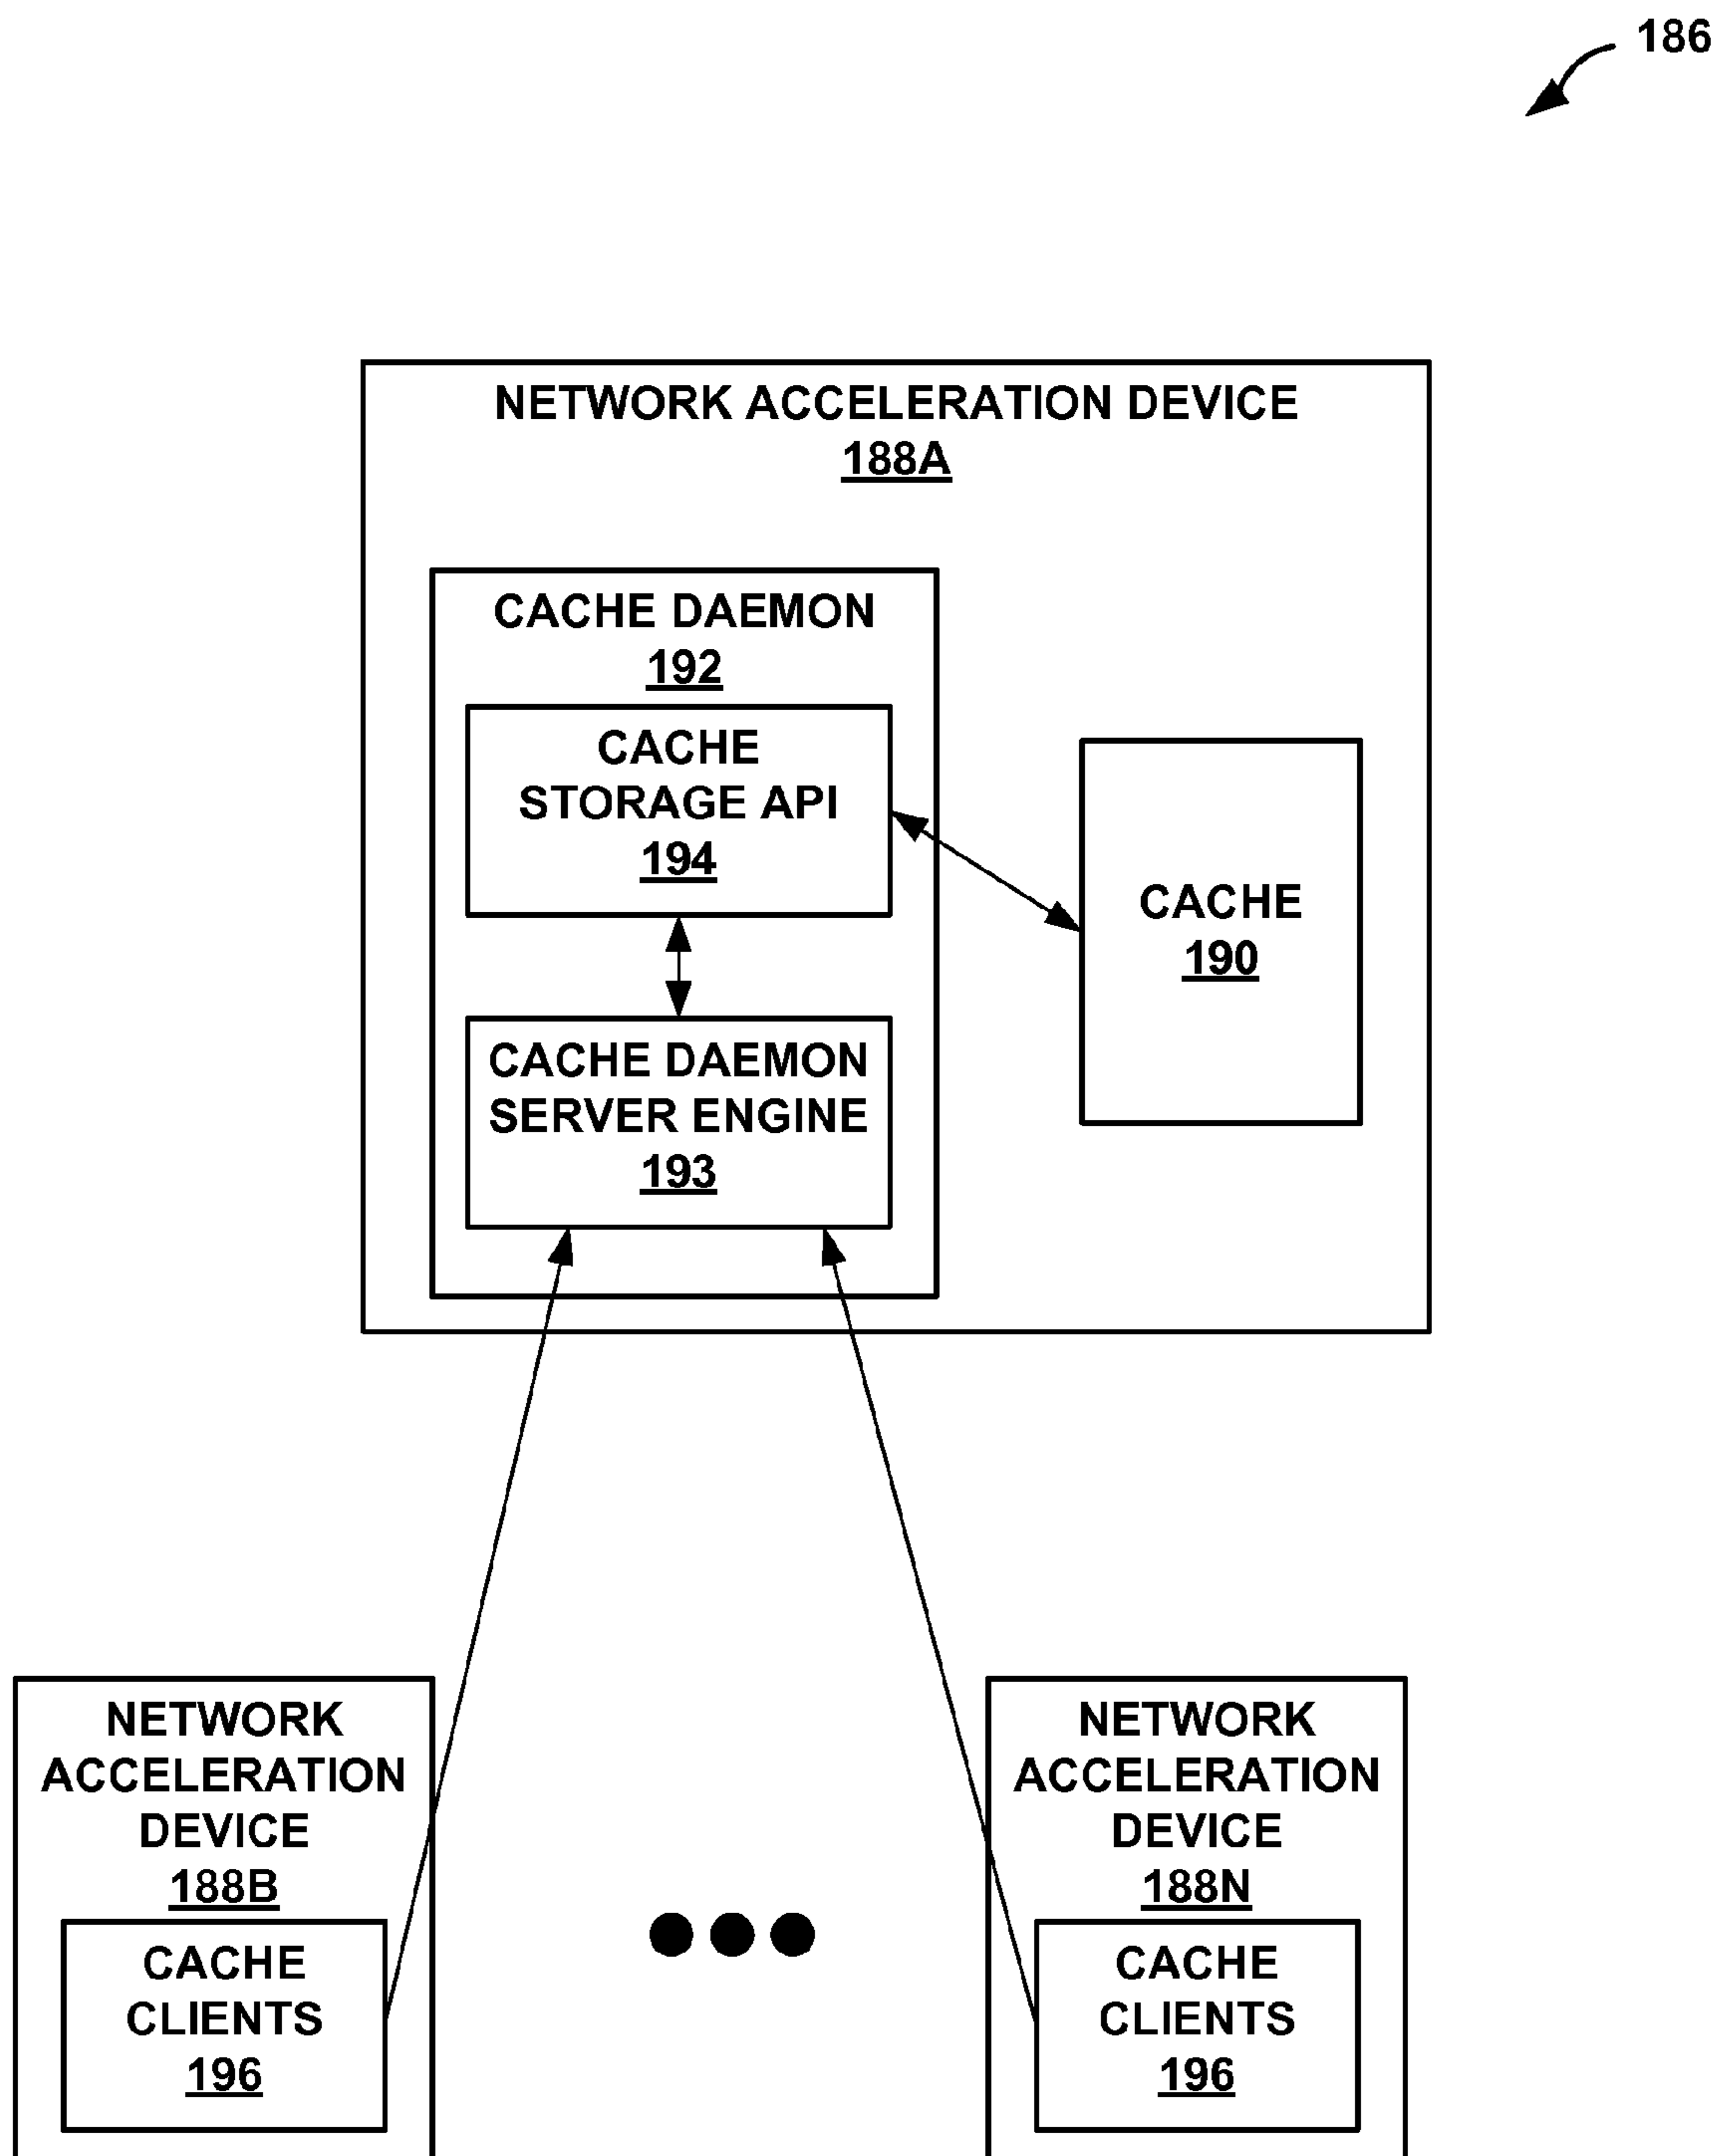 186
NETWORK ACCELERATION DEVICE
188A
CACHE DAEMON
192
CACHE
STORAGE API
194
CACHE
190
CACHE DAEMON
SERVER ENGINE
193
NETWORK
ACCELERATION
DEVICE
188B
CACHE
CLIENTS
196
NETWORK
ACCELERATION
DEVICE
188N
CACHE
CLIENTS
196